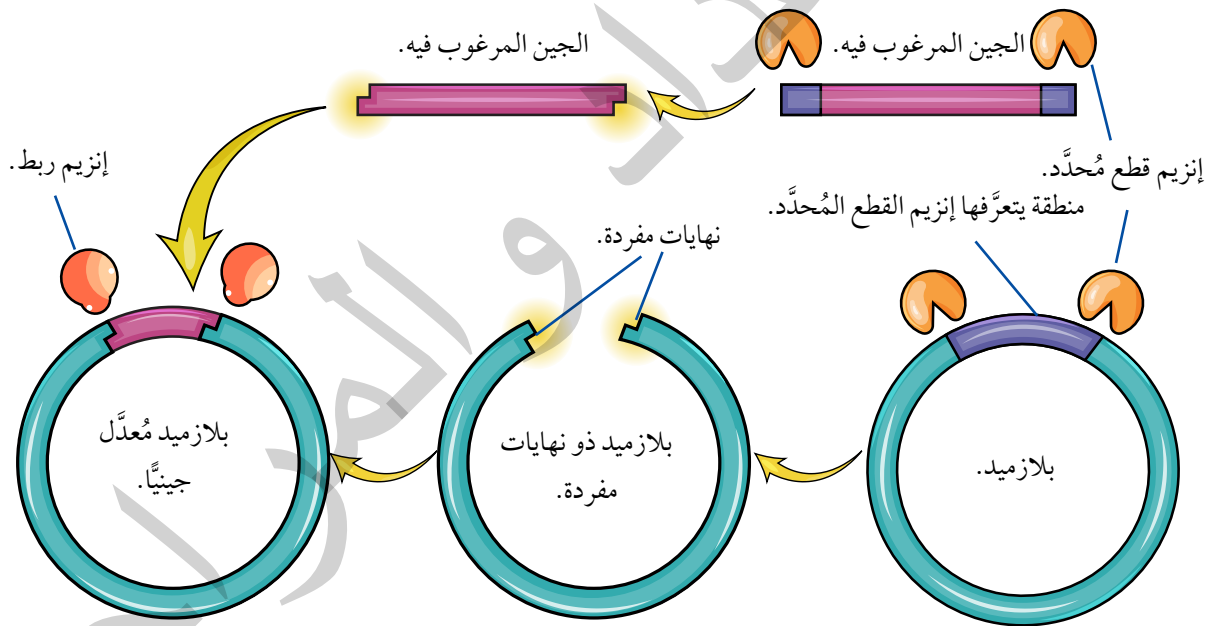 الجين المرغوب فيه.
الجين المرغوب فيه.
إنزيم قطع مُحدَّد.
منطقة يتعرَّفها إنزيم القطع المُحدَّد.
نهايات مفردة.
إنزيم ربط.
بلازميد.
بلازميد ذو نهايات
مفردة.
بلازميد مُعدَّل
جينيًّا.